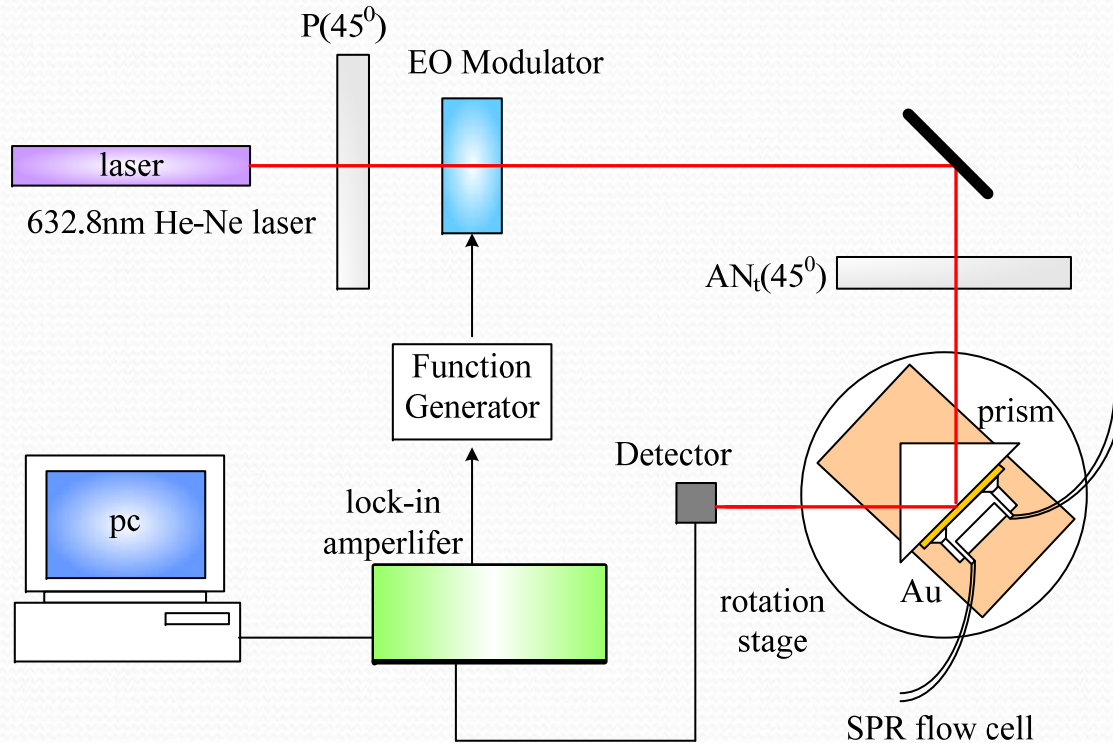 P(45⁰)
EO Modulator
laser
632.8nm He-Ne laser
ANt(45⁰)
Function
Generator
prism
Detector
lock-in
amperlifer
pc
Au
rotation
stage
SPR flow cell